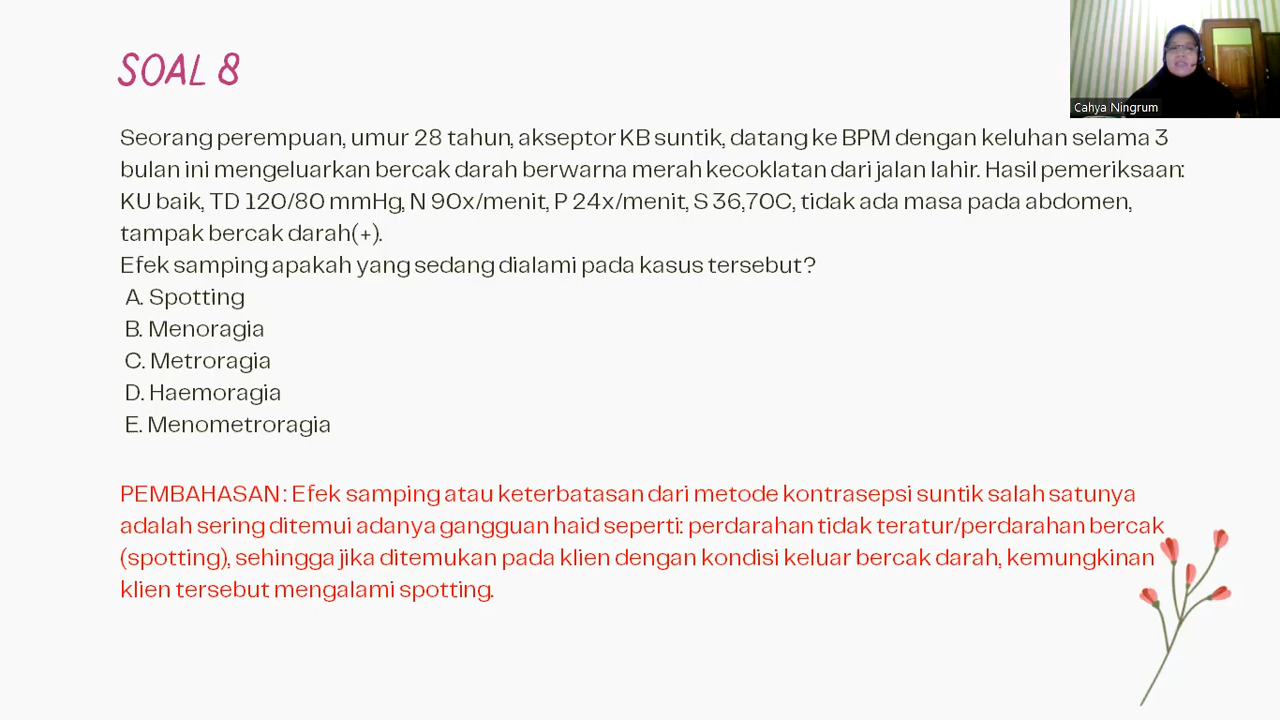 SOAL 8
Cahya Ningrum
Seorang perempuan, umur 28 tahun, akseptor KB suntik, datang ke BPM dengan keluhan selama 3
bulan ini mengeluarkan bercak darah berwarna merah kecoklatan dari jalan lahir. Hasil pemeriksaan:
KU baik, TD 120/80 mmHg, N 90x/menit, P 24x/menit, S 36,70C, tidak ada masa pada abdomen,
tampak bercak darah(+).
Efek samping apakah yang sedang dialami pada kasus tersebut?
A. Spotting
B. Menoragia
C. Metroragia
D. Haemoragia
E. Menometroragia
PEMBAHASAN : Efek samping atau keterbatasan dari metode kontrasepsi suntik salah satunya
adalah sering ditemui adanya gangguan haid seperti: perdarahan tidak teratur/perdarahan bercak
(spotting), sehingga jika ditemukan pada klien dengan kondisi keluar bercak darah, kemungkinan
klien tersebut mengalami spotting.